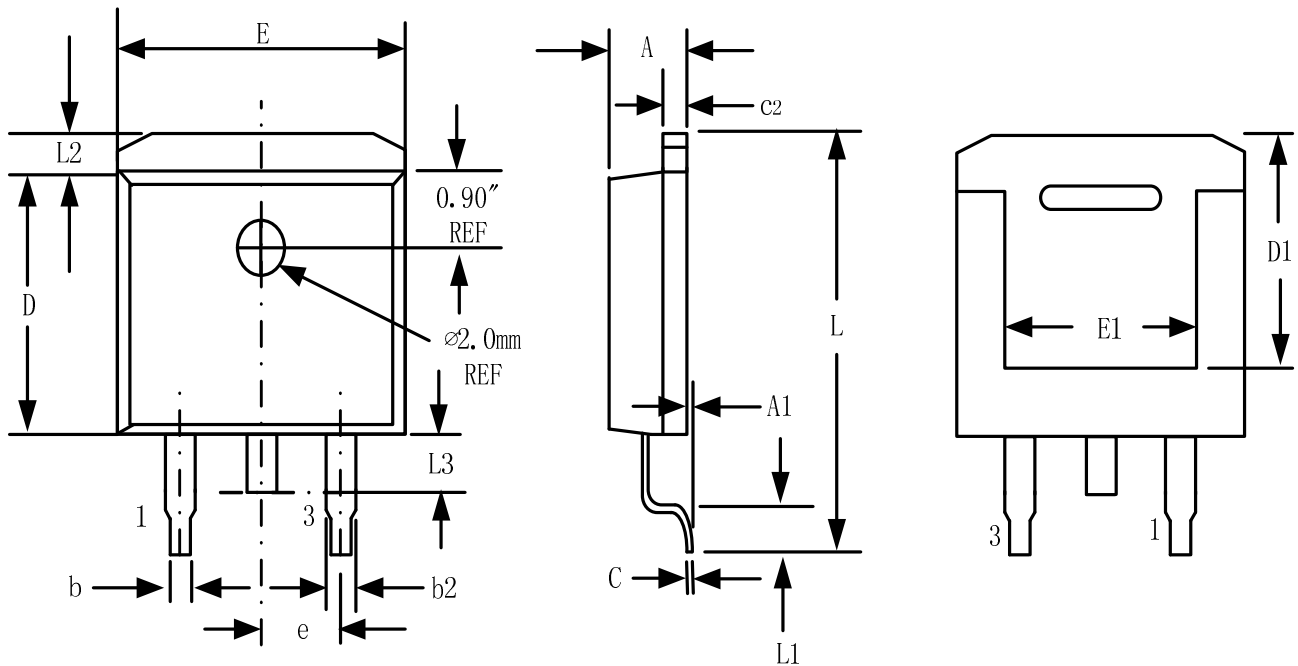 E
L2
0.90"
REF
D
⌀2.0mm
REF
L3
1
3
b
b2
e
A
C2
L
A1
C
L1
D1
E1
3
1